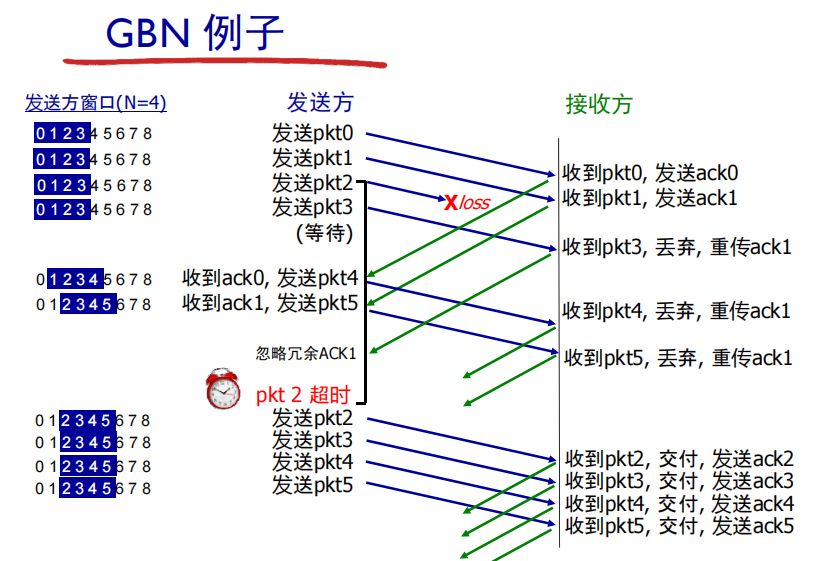 GBN 例子
发送方窗口(N=4) 发送方 接收方
0 1 2 3 4 5 6 7 8 发送pkt0
0 1 2 3 4 5 6 7 8 发送pkt1
收到pkt0, 发送ack0
0 1 2 3 4 5 6 7 8 发送pkt2
X loss
收到pkt1, 发送ack1
0 1 2 3 4 5 6 7 8 发送pkt3
(等待)
收到pkt3, 丢弃, 重传ack1
0 1 2 3 4 5 6 7 8 收到ack0, 发送pkt4
0 1 2 3 4 5 6 7 8 收到ack1, 发送pkt5
收到pkt4, 丢弃, 重传ack1
忽略冗余ACK1
收到pkt5, 丢弃, 重传ack1
pkt 2 超时
0 1 2 3 4 5 6 7 8 发送pkt2
0 1 2 3 4 5 6 7 8 发送pkt3
0 1 2 3 4 5 6 7 8 发送pkt4
收到pkt2, 交付, 发送ack2
0 1 2 3 4 5 6 7 8 发送pkt5
收到pkt3, 交付, 发送ack3
收到pkt4, 交付, 发送ack4
收到pkt5, 交付, 发送ack5